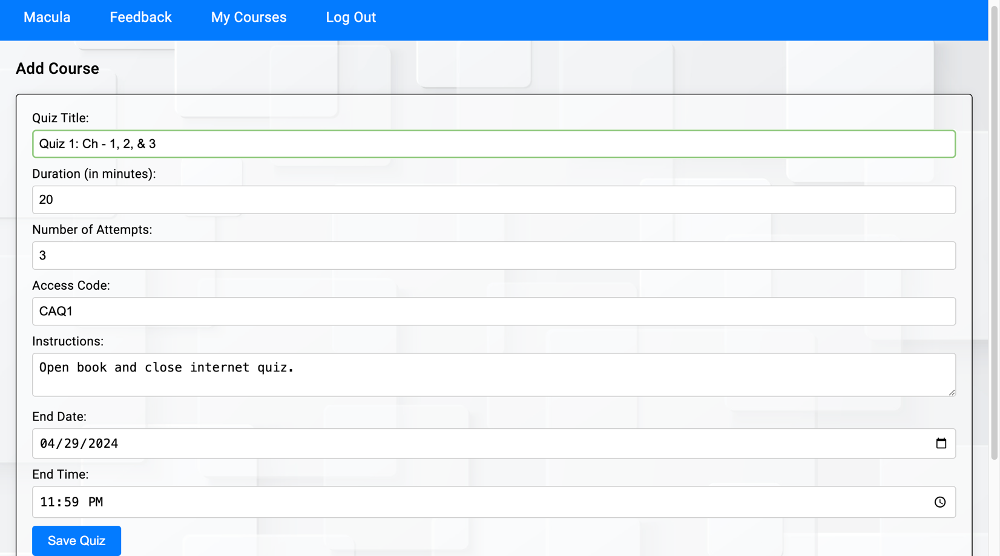 Macula Feedback My Courses Log Out
Add Course
Quiz Title:
Quiz 1: Ch - 1, 2, & 3
Duration (in minutes):
20
Number of Attempts:
3
Access Code:
CAQ1
Instructions:
Open book and close internet quiz.
End Date:
04/29/2024
End Time:
11:59 PM
Save Quiz